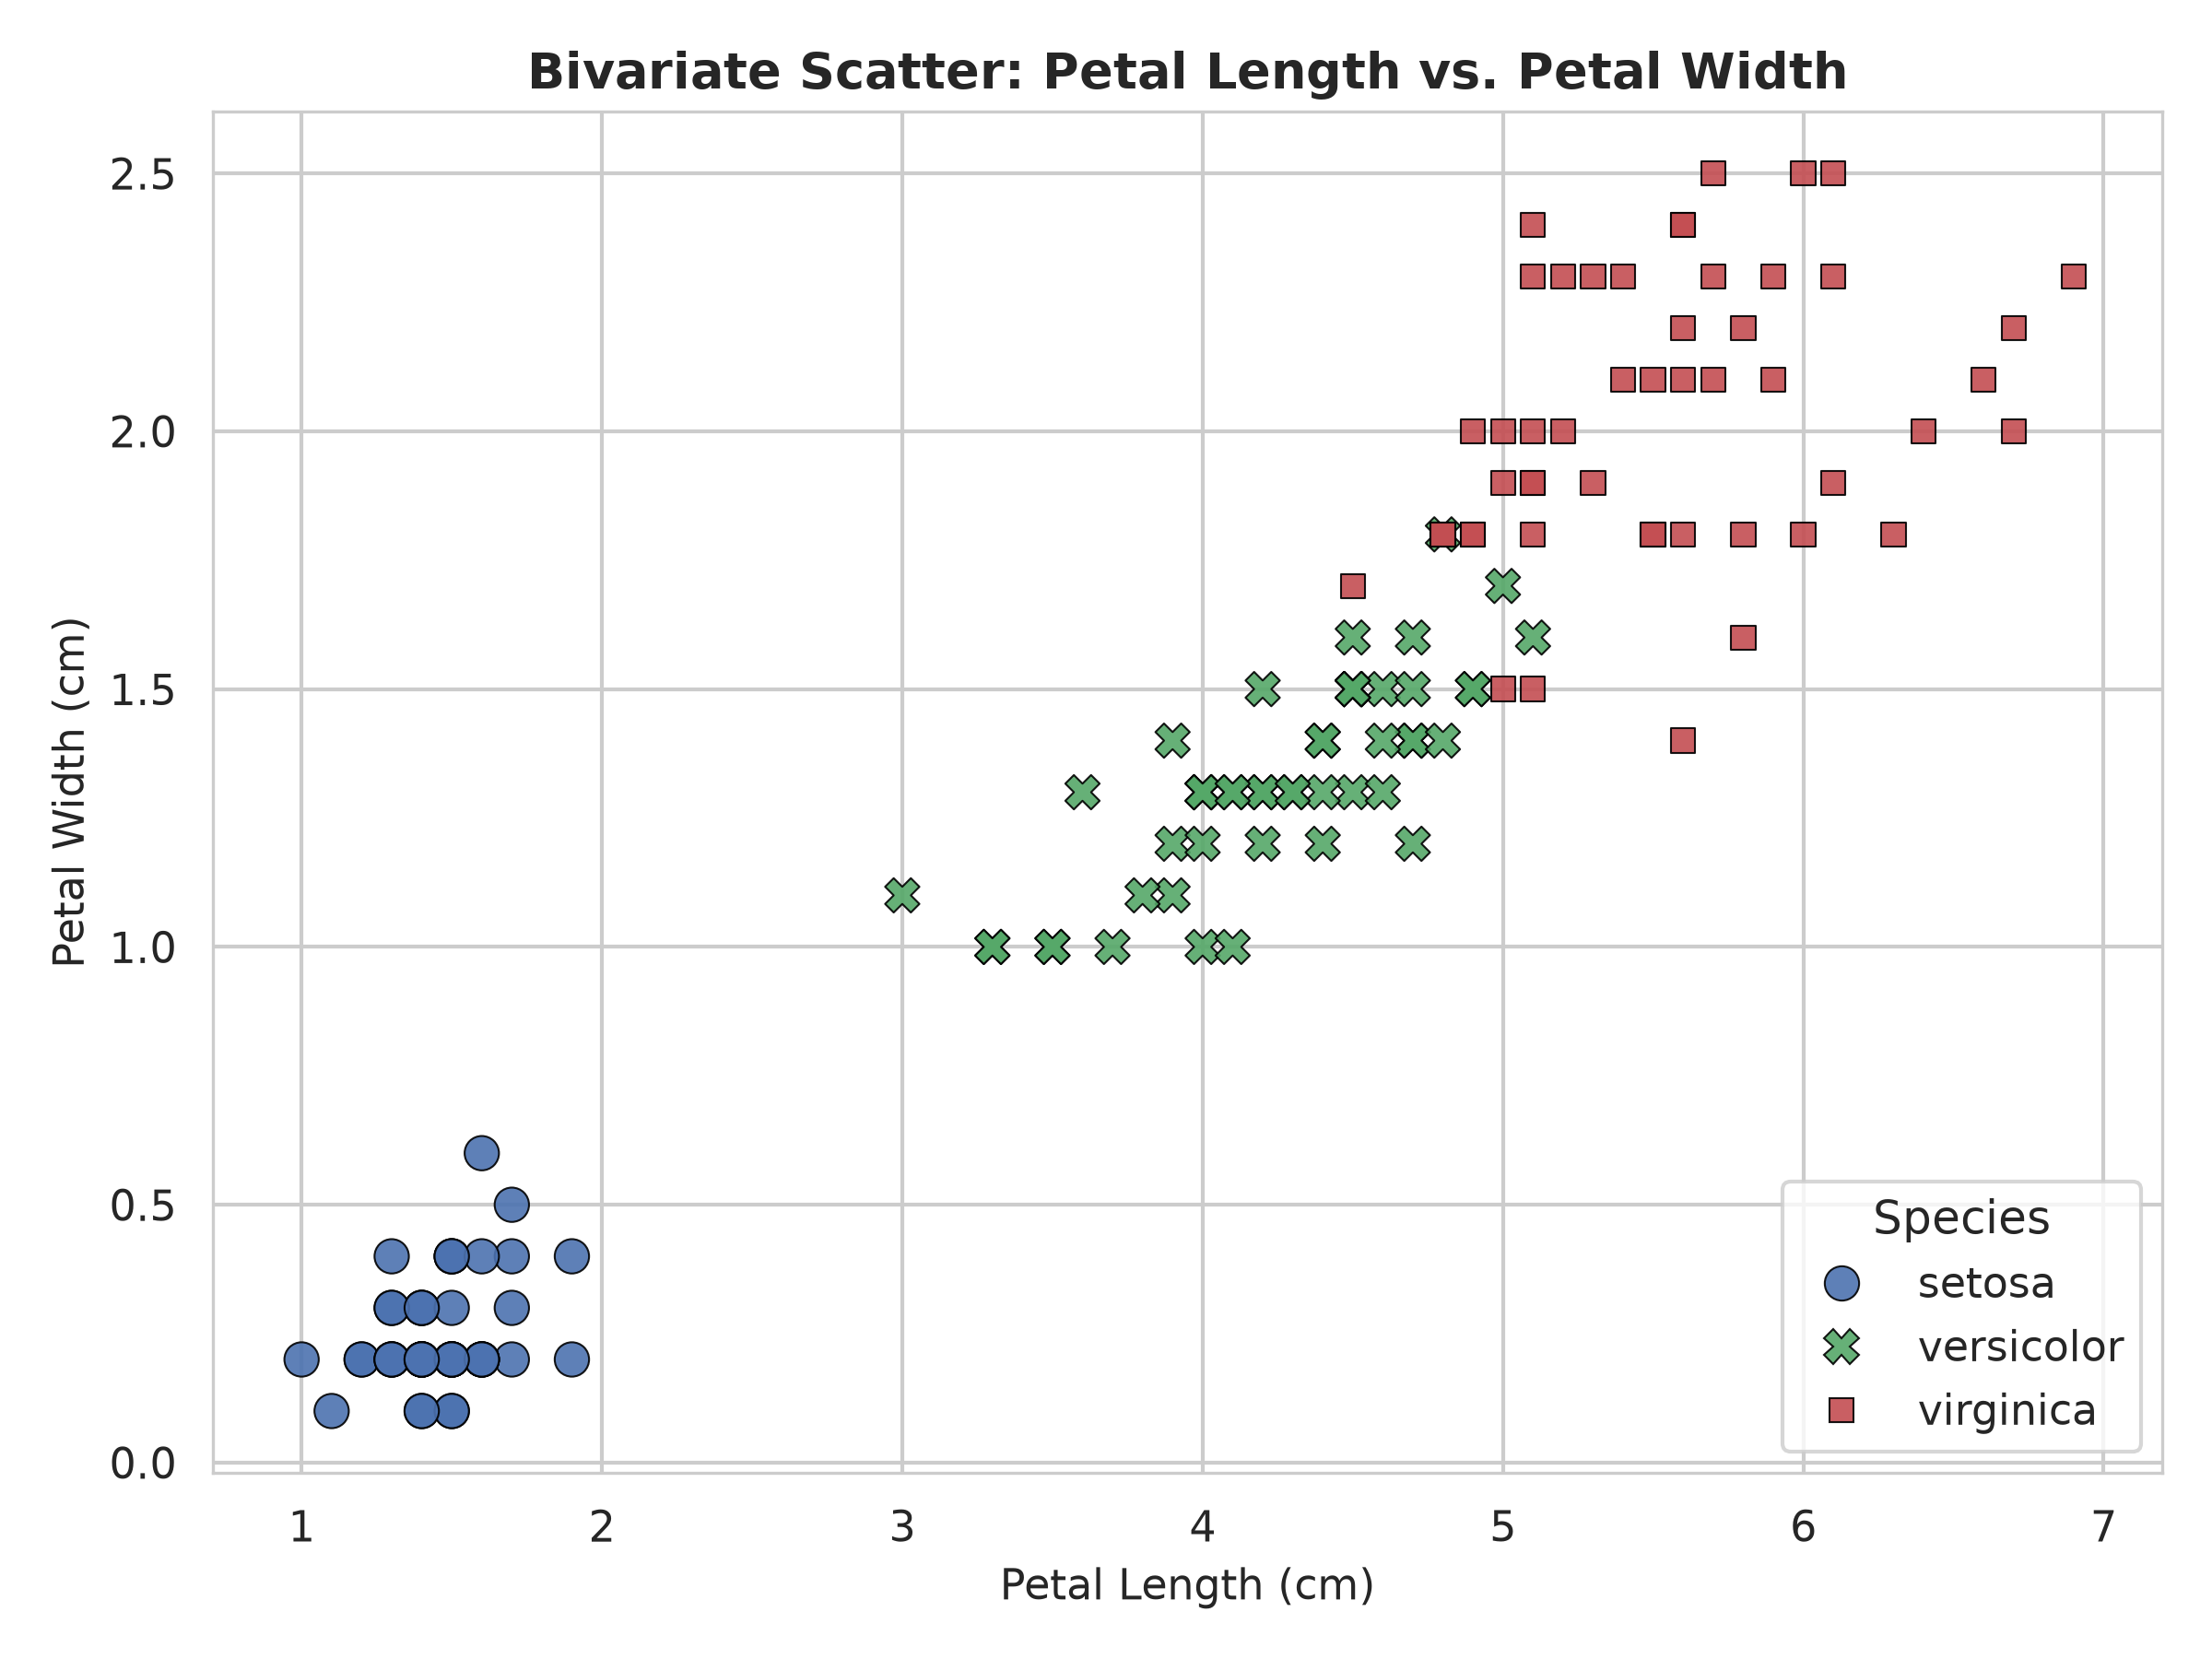 Bivariate Scatter: Petal Length vs. Petal Width
2.5
2.0
1.5
1.0
0.5
0.0
Petal Width (cm)
1 2 3 4 5 6 7
Petal Length (cm)
Species
setosa
versicolor
virginica